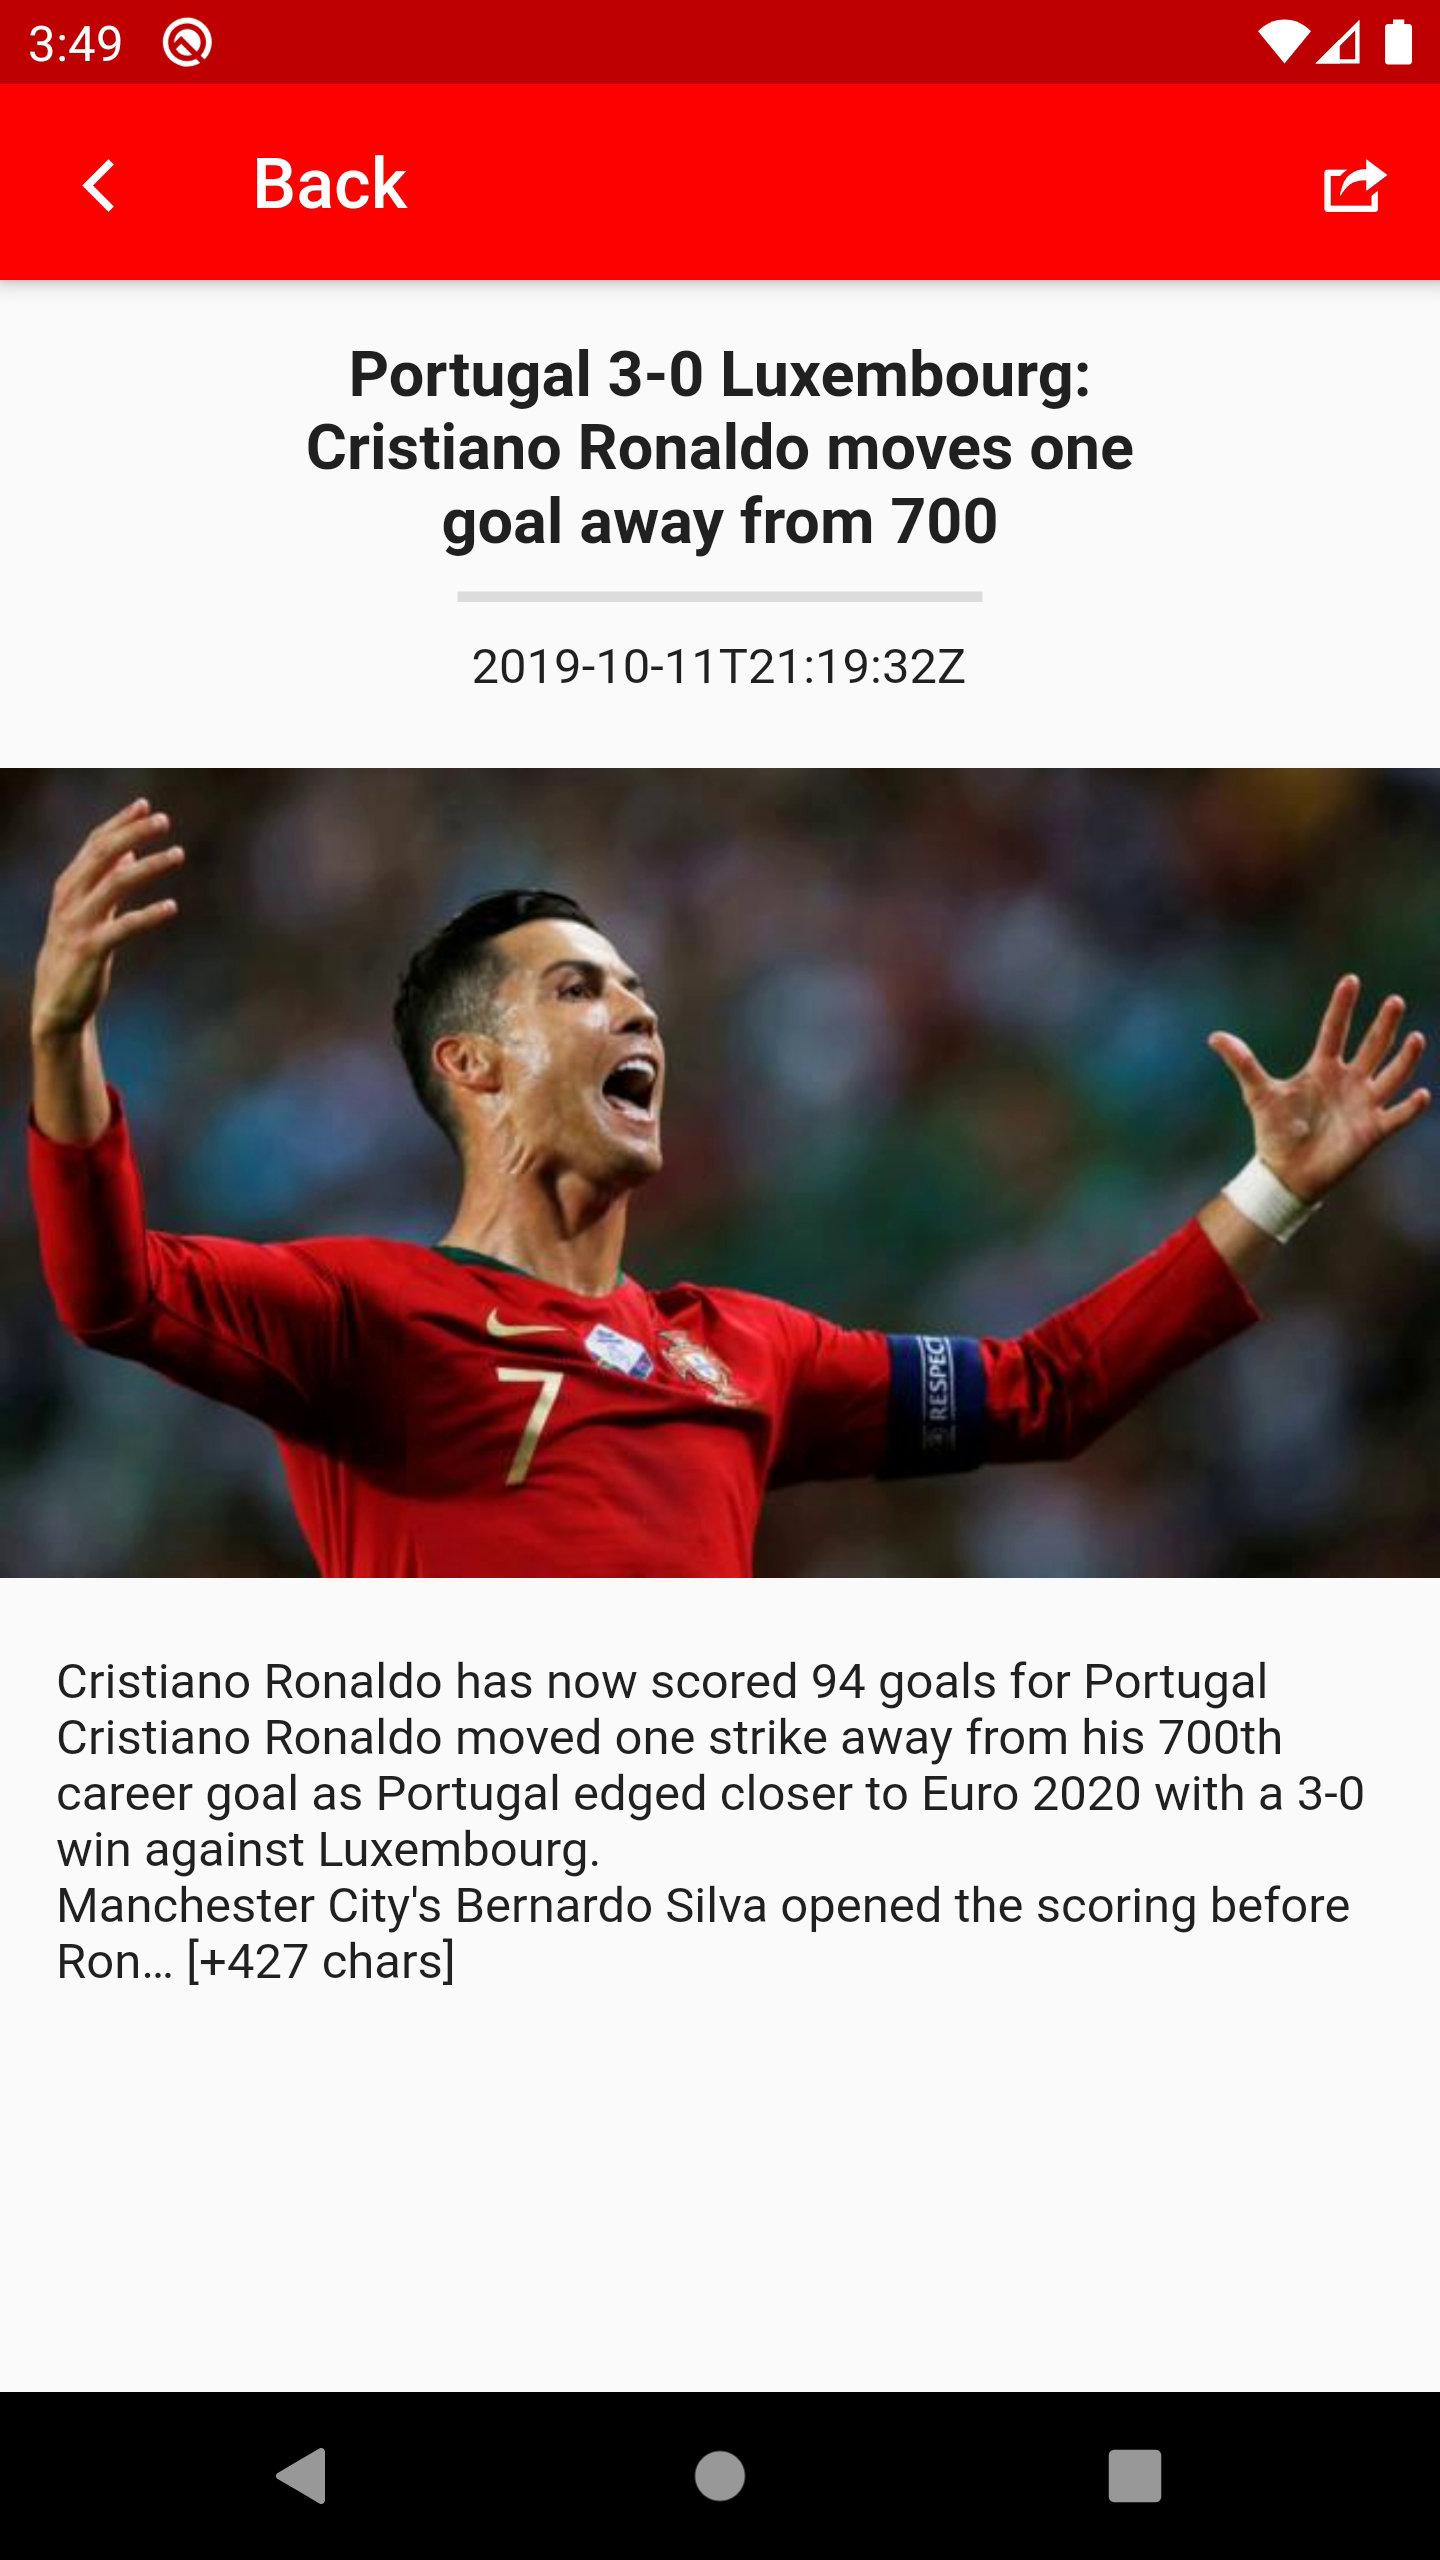 3:49
Back
Portugal 3-0 Luxembourg:
Cristiano Ronaldo moves one
goal away from 700
2019-10-11T21:19:32Z
7
RESPECT
Cristiano Ronaldo has now scored 94 goals for Portugal
Cristiano Ronaldo moved one strike away from his 700th
career goal as Portugal edged closer to Euro 2020 with a 3-0
win against Luxembourg.
Manchester City's Bernardo Silva opened the scoring before
Ron… [+427 chars]